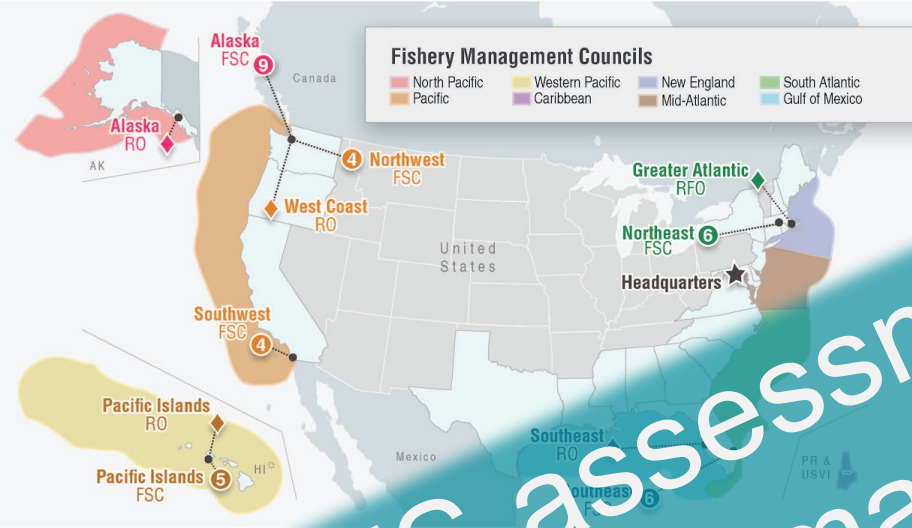 Alaska
FSC
9
Canada
Fishery Management Councils
North Pacific
Western Pacific
New England
South Atlantic
Pacific
Caribbean
Mid-Atlantic
Gulf of Mexico
Alaska
RO
AK
4
Northwest
FSC
Greater Atlantic
RFO
West Coast
RO
Northeast
FSC
6
United
States
Headquarters
Southwest
FSC
4
Pacific Islands
RO
Southeast
RO
Mexico
HI
PR &
USVI
Pacific Islands
FSC
5
Southeast
6
assess